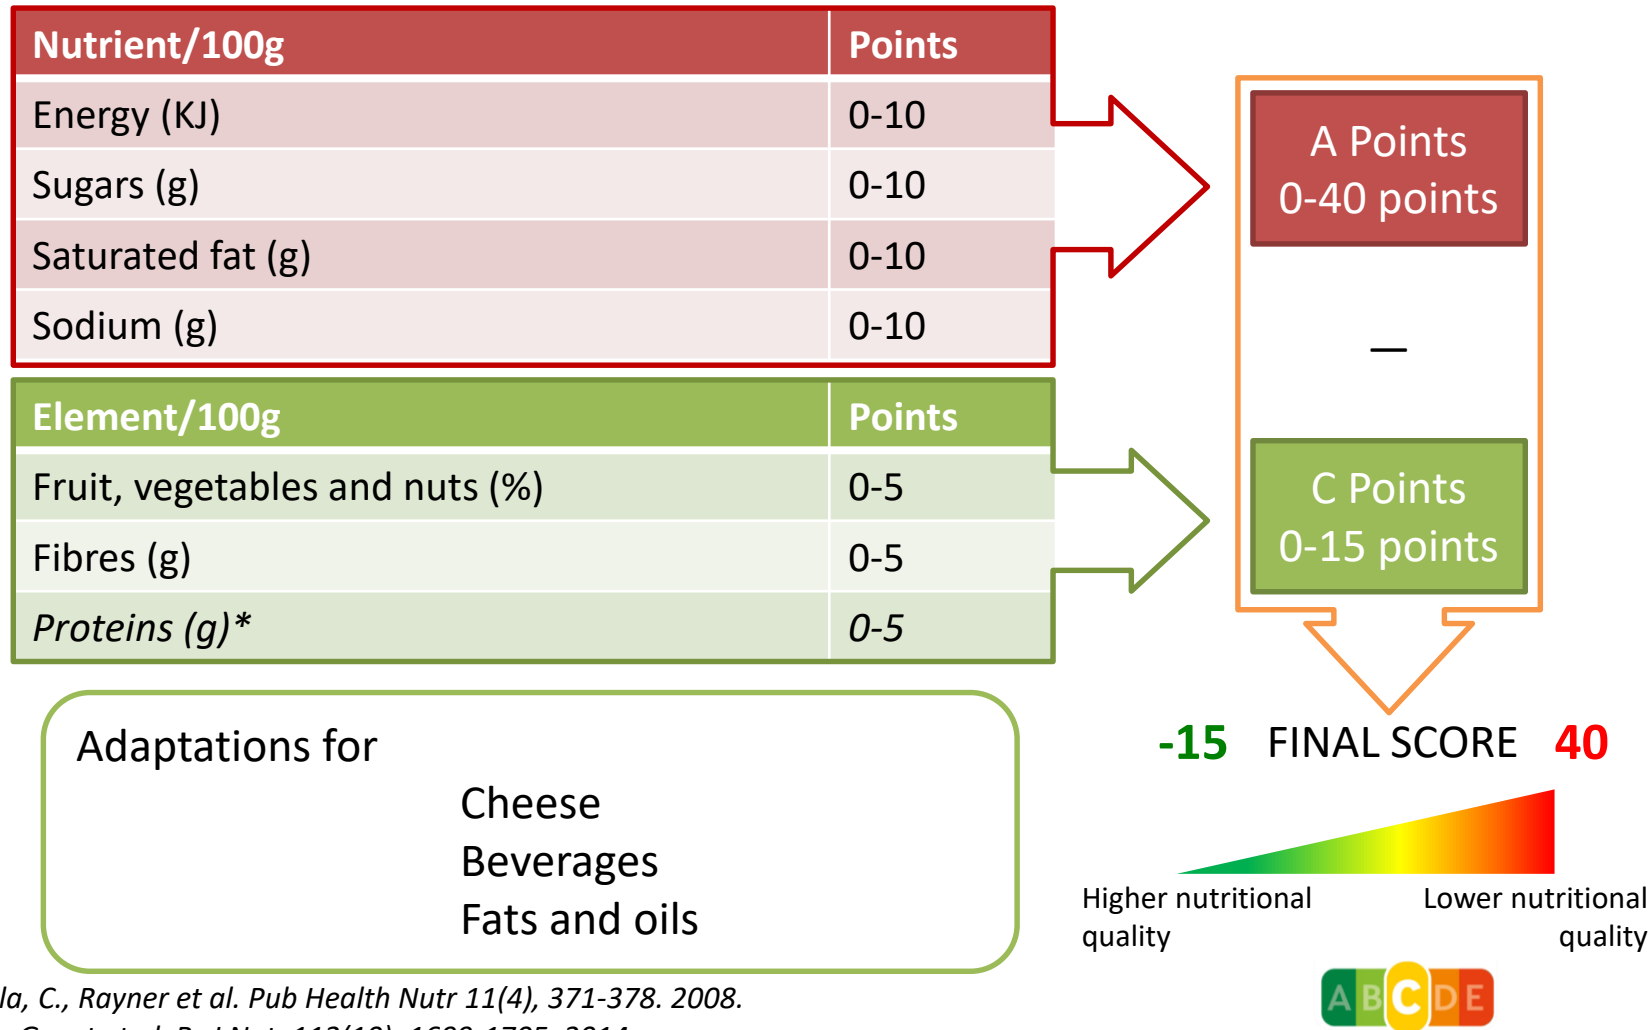 Nutrient/100g Points
Energy (KJ) 0-10
Sugars (g) 0-10
Saturated fat (g) 0-10
Sodium (g) 0-10
Element/100g Points
Fruit, vegetables and nuts (%) 0-5
Fibres (g) 0-5
Proteins (g)* 0-5
A Points
0-40 points
—
C Points
0-15 points
-15 FINAL SCORE 40
Higher nutritional
quality
Lower nutritional
quality
A B C D E
Adaptations for
Cheese
Beverages
Fats and oils
C., Rayner et al. Pub Health Nutr 11(4), 371-378. 2008.